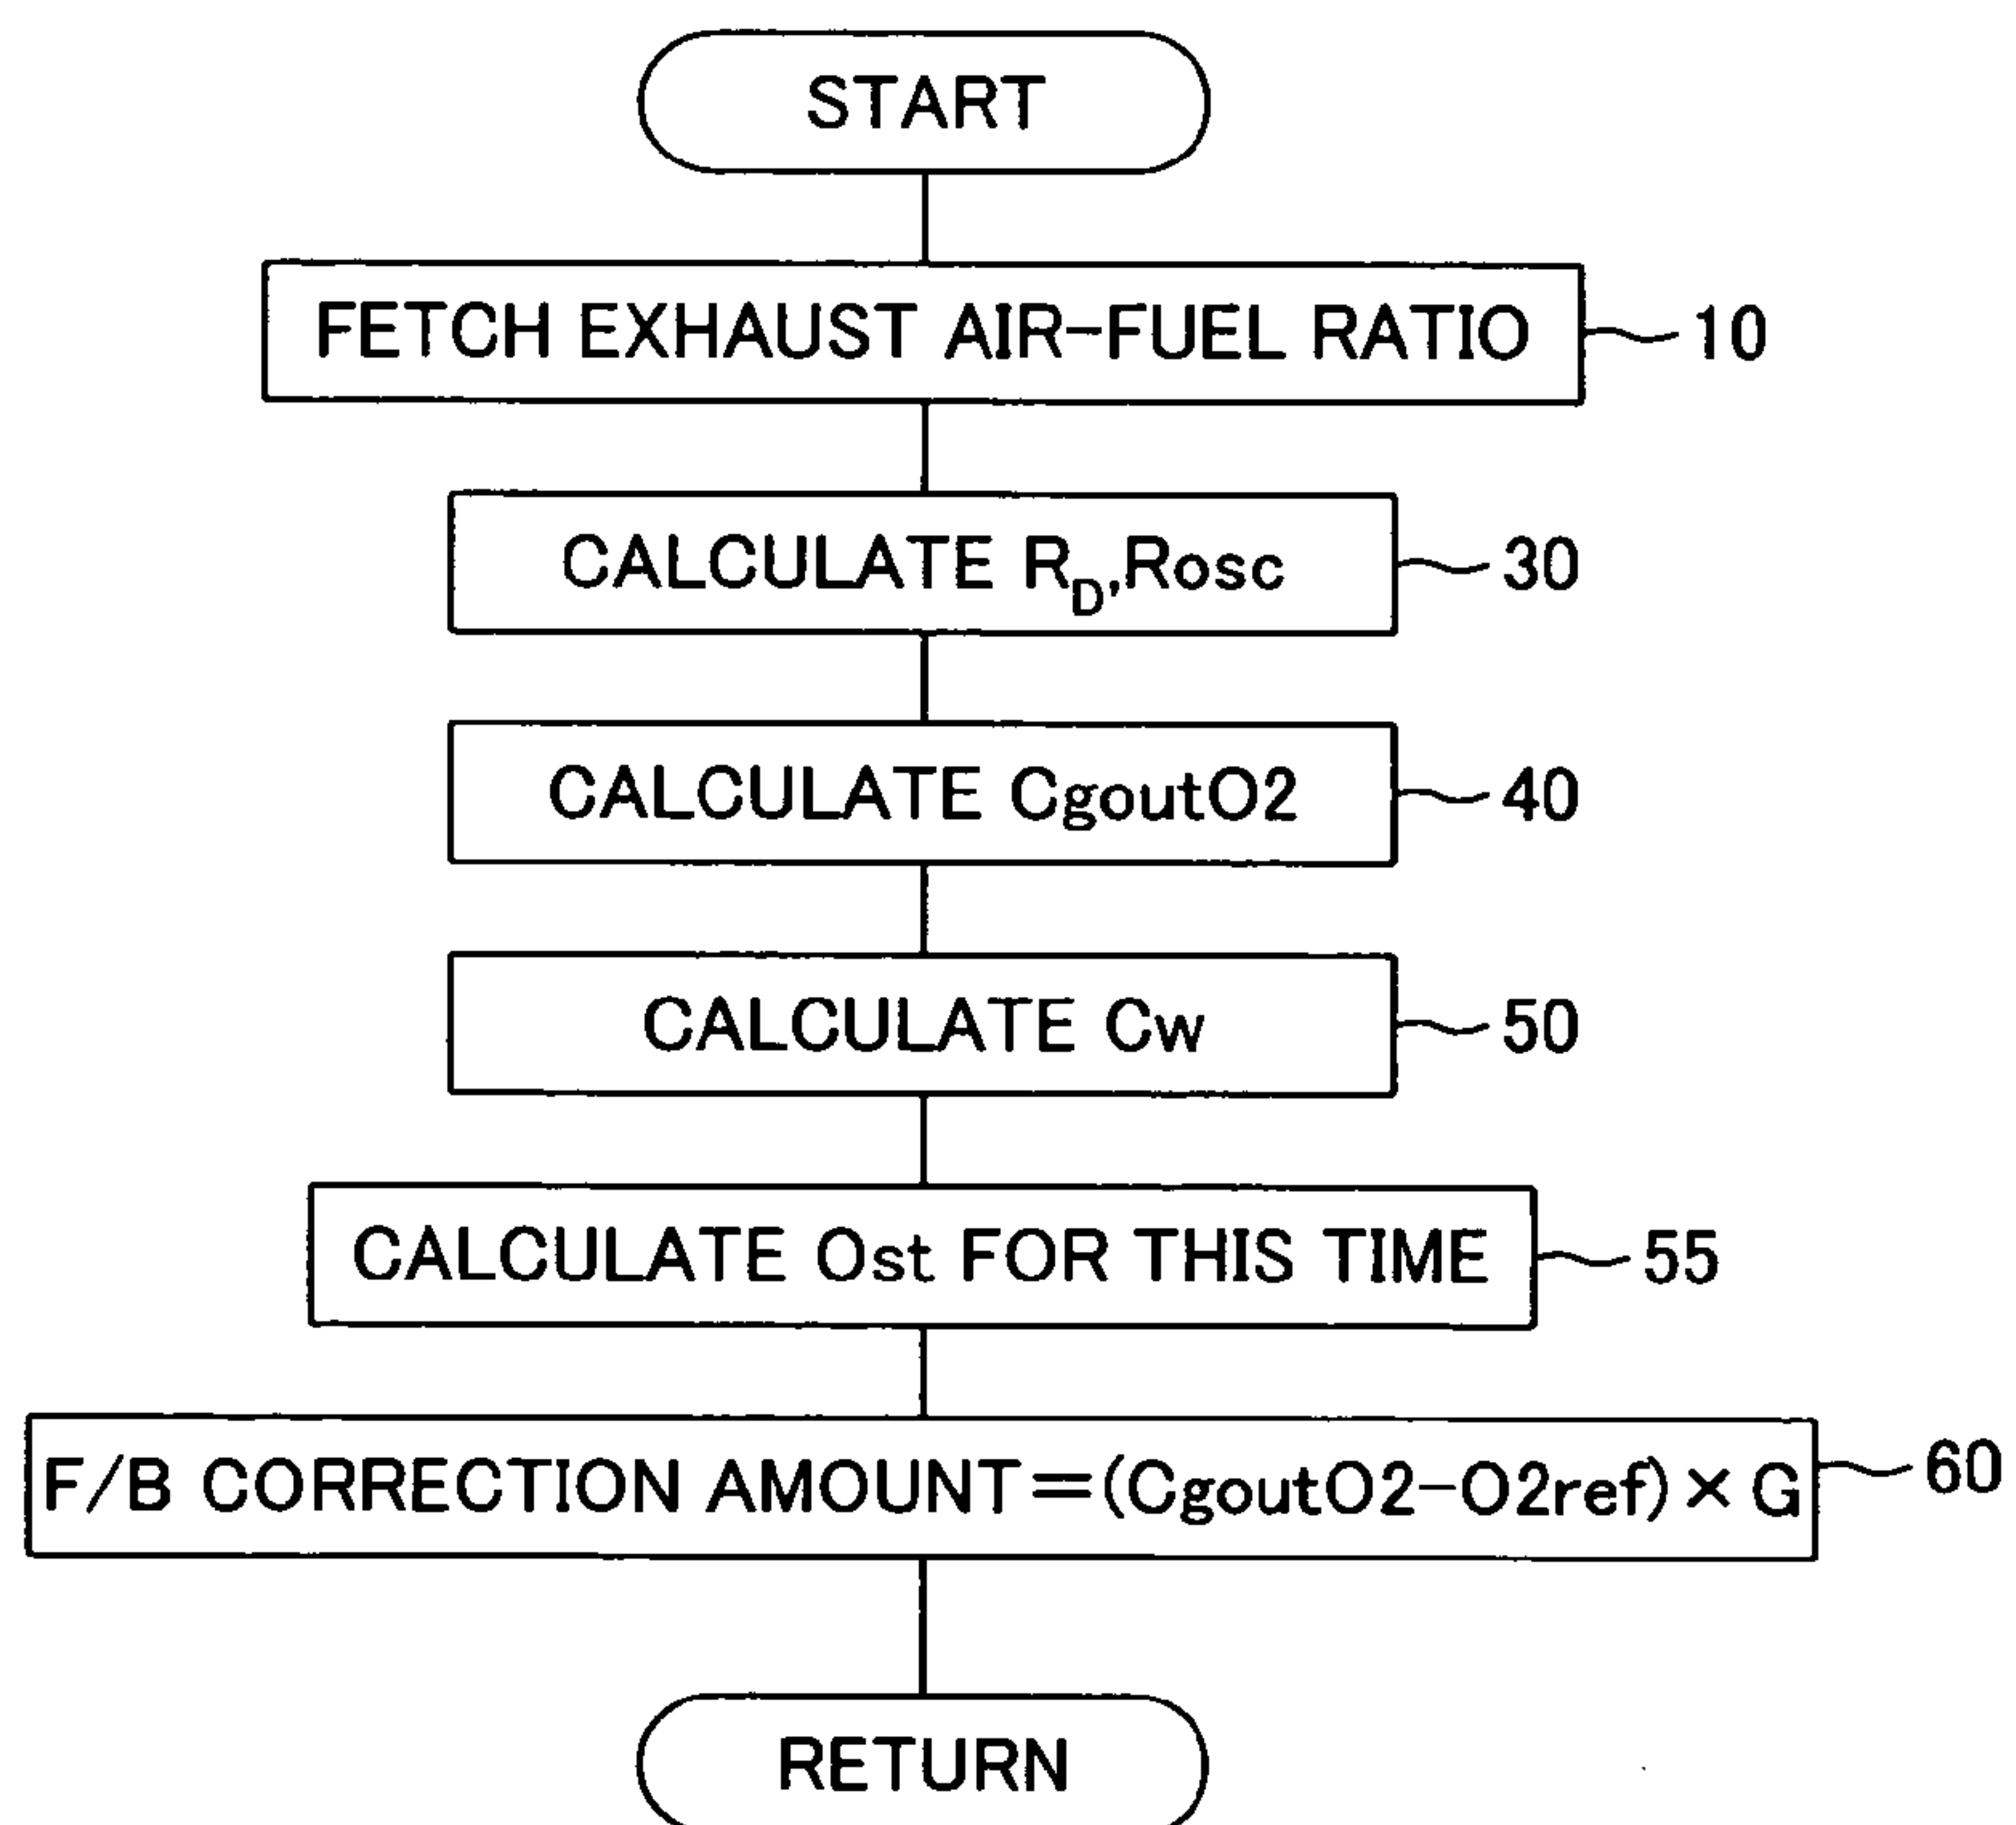 START
FETCH EXHAUST AIR-FUEL RATIO 10
CALCULATE RD,Rosc 30
CALCULATE CgoutO2 40
CALCULATE Cw 50
CALCULATE Ost FOR THIS TIME 55
F/B CORRECTION AMOUNT=(CgoutO2-O2ref)×G 60
RETURN